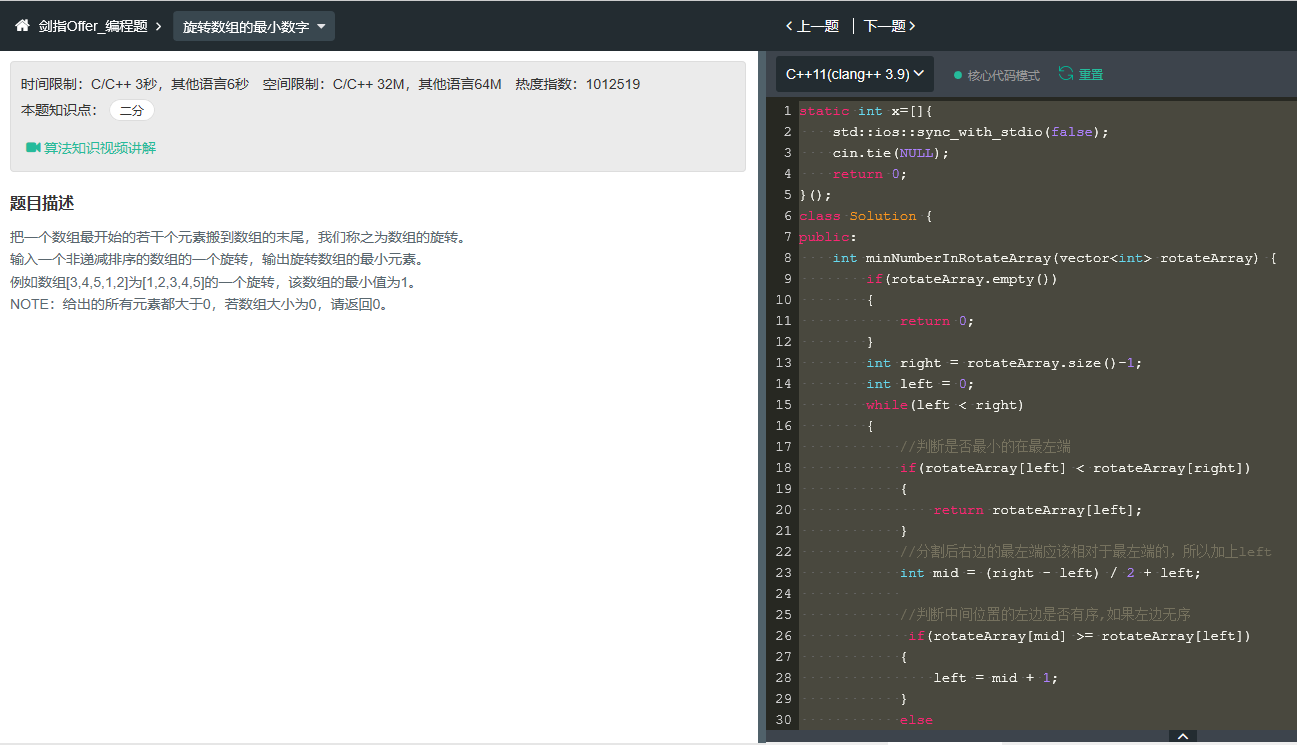 剑指Offer_编程题 旋转数组的最小数字 上一题 下一题
时间限制：C/C++ 3秒，其他语言6秒 空间限制：C/C++ 32M，其他语言64M 热度指数：1012519
本题知识点： 二分
算法知识视频讲解
题目描述
把一个数组最开始的若干个元素搬到数组的末尾，我们称之为数组的旋转。
输入一个非递减排序的数组的一个旋转，输出旋转数组的最小元素。
例如数组[3,4,5,1,2]为[1,2,3,4,5]的一个旋转，该数组的最小值为1。
NOTE：给出的所有元素都大于0，若数组大小为0，请返回0。
C++11(clang++ 3.9) 核心代码模式 重置
1 static int x=[]{
2 std::ios::sync_with_stdio(false);
3 cin.tie(NULL);
4 return 0;
5 }();
6 class Solution {
7 public:
8 int minNumberInRotateArray(vector<int> rotateArray) {
9 if(rotateArray.empty())
10 {
11 return 0;
12 }
13 int right = rotateArray.size()-1;
14 int left = 0;
15 while(left < right)
16 {
17 //判断是否最小的在最左端
18 if(rotateArray[left] < rotateArray[right])
19 {
20 return rotateArray[left];
21 }
22 //分割后右边的最左端应该相对于最左端的，所以加上left
23 int mid = (right - left) / 2 + left;
24
25 //判断中间位置的左边是否有序,如果左边无序
26 if(rotateArray[mid] >= rotateArray[left])
27 {
28 left = mid + 1;
29 }
30 else